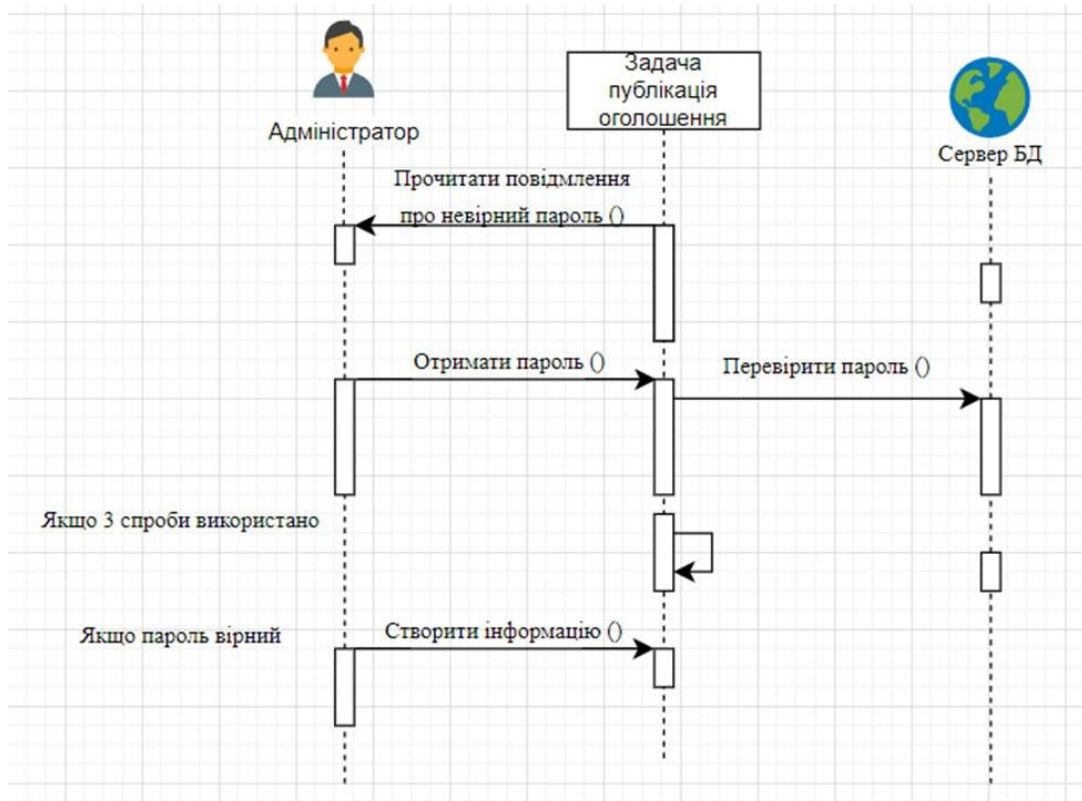 Адміністратор
Задача
публікація
оголошення
Сервер БД
Прочитати повідмлення
про невірний пароль ()
Отримати пароль ()
Перевірити пароль ()
Якщо 3 спроби використано
Якщо пароль вірний
Створити інформацію ()